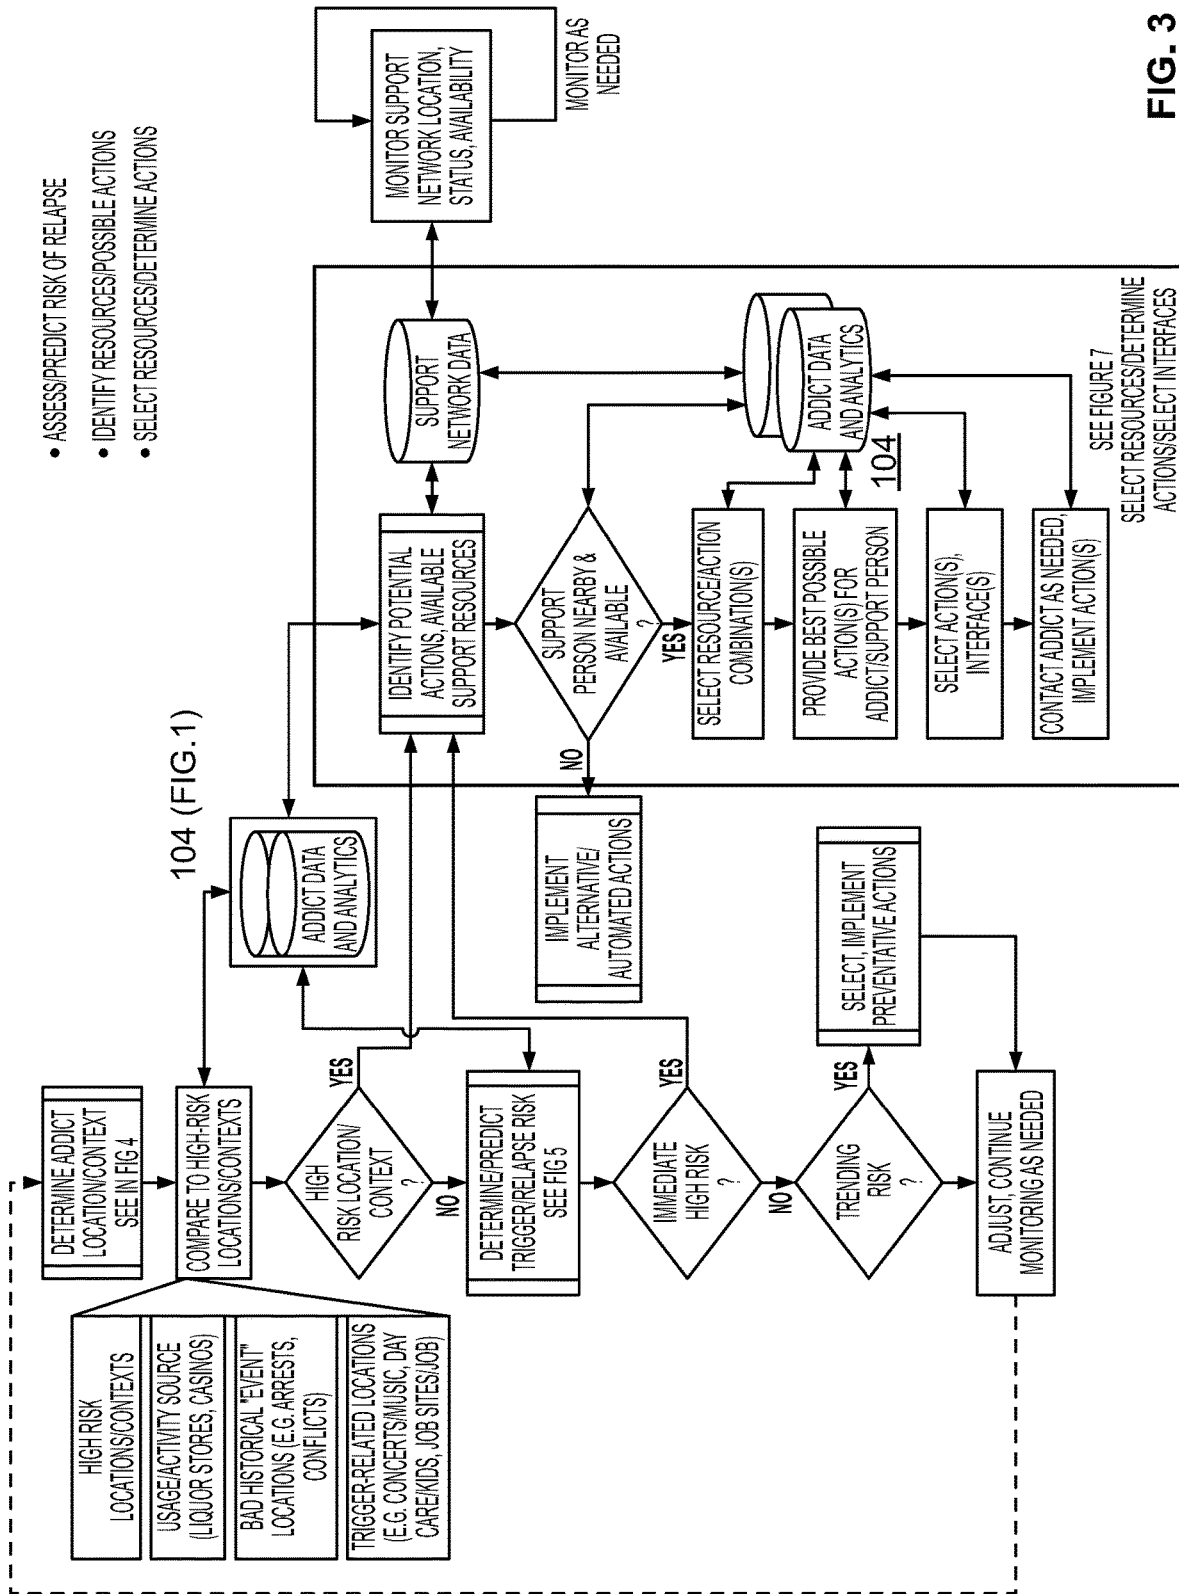 • ASSESS/PREDICT RISK OF RELAPSE
• IDENTIFY RESOURCES/POSSIBLE ACTIONS
• SELECT RESOURCES/DETERMINE ACTIONS
DETERMINE ADDICT
LOCATION/CONTEXT
SEE IN FIG 4
COMPARE TO HIGH-RISK
LOCATIONS/CONTEXTS
HIGH RISK
LOCATIONS/CONTEXTS
USAGE/ACTIVITY SOURCE
(LIQUOR STORES, CASINOS)
BAD HISTORICAL "EVENT"
LOCATIONS (E.G. ARRESTS,
CONFLICTS)
TRIGGER-RELATED LOCATIONS
(E.G. CONCERTS/MUSIC, DAY
CARE/KIDS, JOB SITES/JOB)
HIGH
RISK LOCATION/
CONTEXT
?
YES
NO
DETERMINE/PREDICT
TRIGGER/RELAPSE RISK
SEE FIG 5
IMMEDIATE
HIGH RISK
?
YES
NO
TRENDING
RISK
?
YES
SELECT, IMPLEMENT
PREVENTATIVE ACTIONS
ADJUST, CONTINUE
MONITORING AS NEEDED
104 (FIG.1)
ADDICT DATA
AND ANALYTICS
IDENTIFY POTENTIAL
ACTIONS, AVAILABLE
SUPPORT RESOURCES
SUPPORT
NETWORK DATA
MONITOR SUPPORT
NETWORK LOCATION,
STATUS, AVAILABILITY
MONITOR AS
NEEDED
SUPPORT
PERSON NEARBY &
AVAILABLE
?
NO
IMPLEMENT
ALTERNATIVE/
AUTOMATED ACTIONS
YES
SELECT RESOURCE/ACTION
COMBINATION(S)
PROVIDE BEST POSSIBLE
ACTION(S) FOR
ADDICT/SUPPORT PERSON
SELECT ACTION(S),
INTERFACE(S)
CONTACT ADDICT AS NEEDED,
IMPLEMENT ACTION(S)
ADDICT DATA
AND ANALYTICS
104
SEE FIGURE 7
SELECT RESOURCES/DETERMINE
ACTIONS/SELECT INTERFACES
FIG. 3